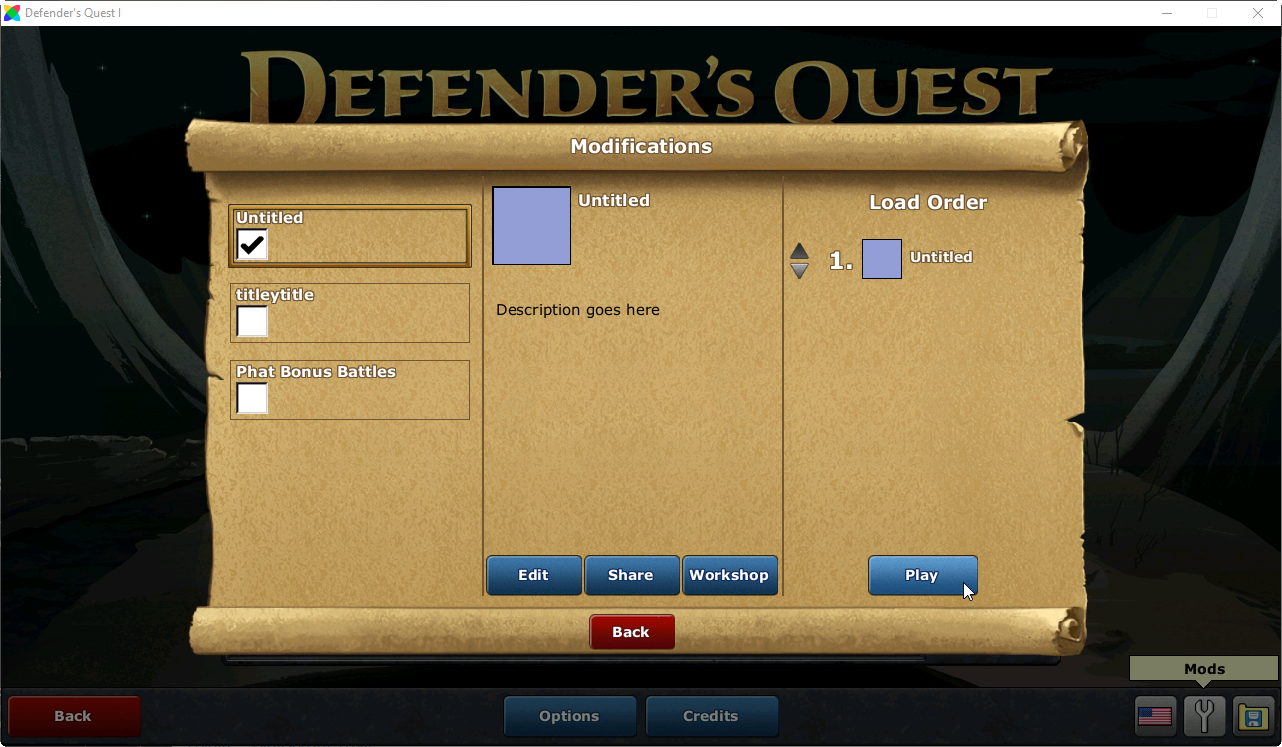 Defender's Quest I
DEFENDER'S QUEST
Modifications
Untitled
titleytitle
Phat Bonus Battles
Untitled
Description goes here
Edit
Share
Workshop
Load Order
1.
Untitled
Play
Back
Mods
Back
Options
Credits